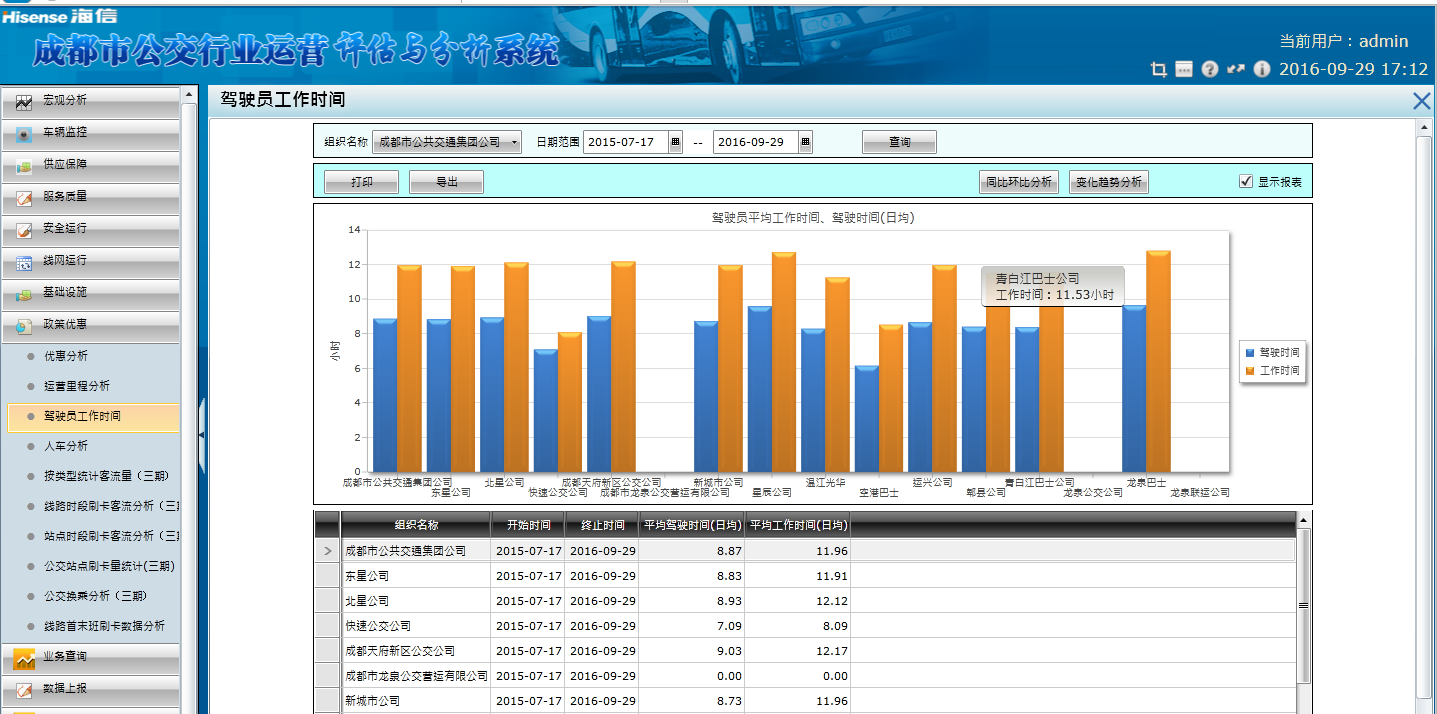 Hisense 海信
成都市公交行业运营评估与分析系统
当前用户：admin
2016-09-29 17:12
宏观分析
车辆监控
供应保障
服务质量
安全运行
线网运行
基础设施
政策优惠
优惠分析
运营里程分析
驾驶员工作时间
人车分析
按类型统计客流量（三期）
线路时段刷卡客流分析（三
站点时段刷卡客流分析（三
公交站点刷卡量统计(三期)
公交换乘分析（三期）
线路首末班刷卡数据分析
业务查询
数据上报
驾驶员工作时间
组织名称 成都市公共交通集团公司 日期范围 2015-07-17 -- 2016-09-29 查询
打印 导出 同比环比分析 变化趋势分析 显示报表
驾驶员平均工作时间、驾驶时间(日均)
小时
14
12
10
8
6
4
2
0
青白江巴士公司
工作时间：11.53小时
驾驶时间
工作时间
成都市公共交通集团公司 北星公司 成都天府新区公交公司 新城市公司 温江光华 运兴公司 青白江巴士公司 龙泉巴士
东星公司 快速公交公司 成都市龙泉公交营运有限公司 星辰公司 空港巴士 郫县公司 龙泉公交公司 龙泉联运公司
组织名称 开始时间 终止时间 平均驾驶时间(日均) 平均工作时间(日均)
成都市公共交通集团公司 2015-07-17 2016-09-29 8.87 11.96
东星公司 2015-07-17 2016-09-29 8.83 11.91
北星公司 2015-07-17 2016-09-29 8.93 12.12
快速公交公司 2015-07-17 2016-09-29 7.09 8.09
成都天府新区公交公司 2015-07-17 2016-09-29 9.03 12.17
成都市龙泉公交营运有限公司 2015-07-17 2016-09-29 0.00 0.00
新城市公司 2015-07-17 2016-09-29 8.73 11.96